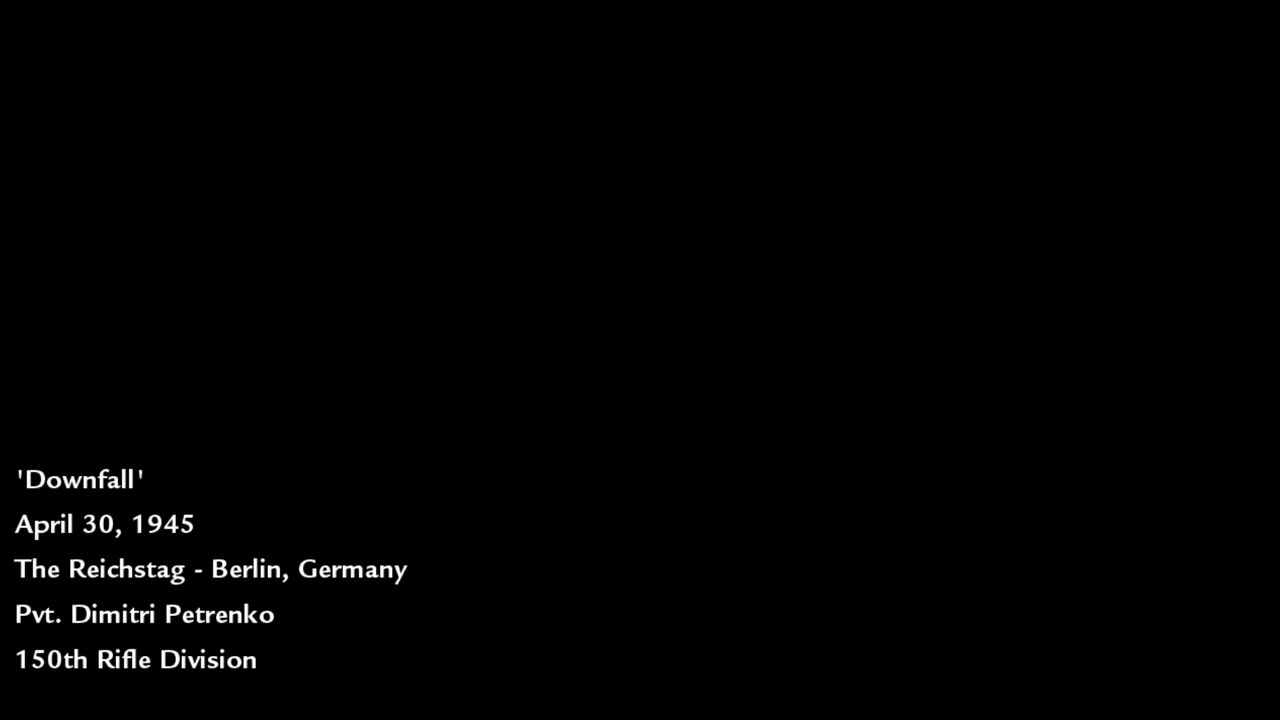 'Downfall'
April 30, 1945
The Reichstag - Berlin, Germany
Pvt. Dimitri Petrenko
150th Rifle Division